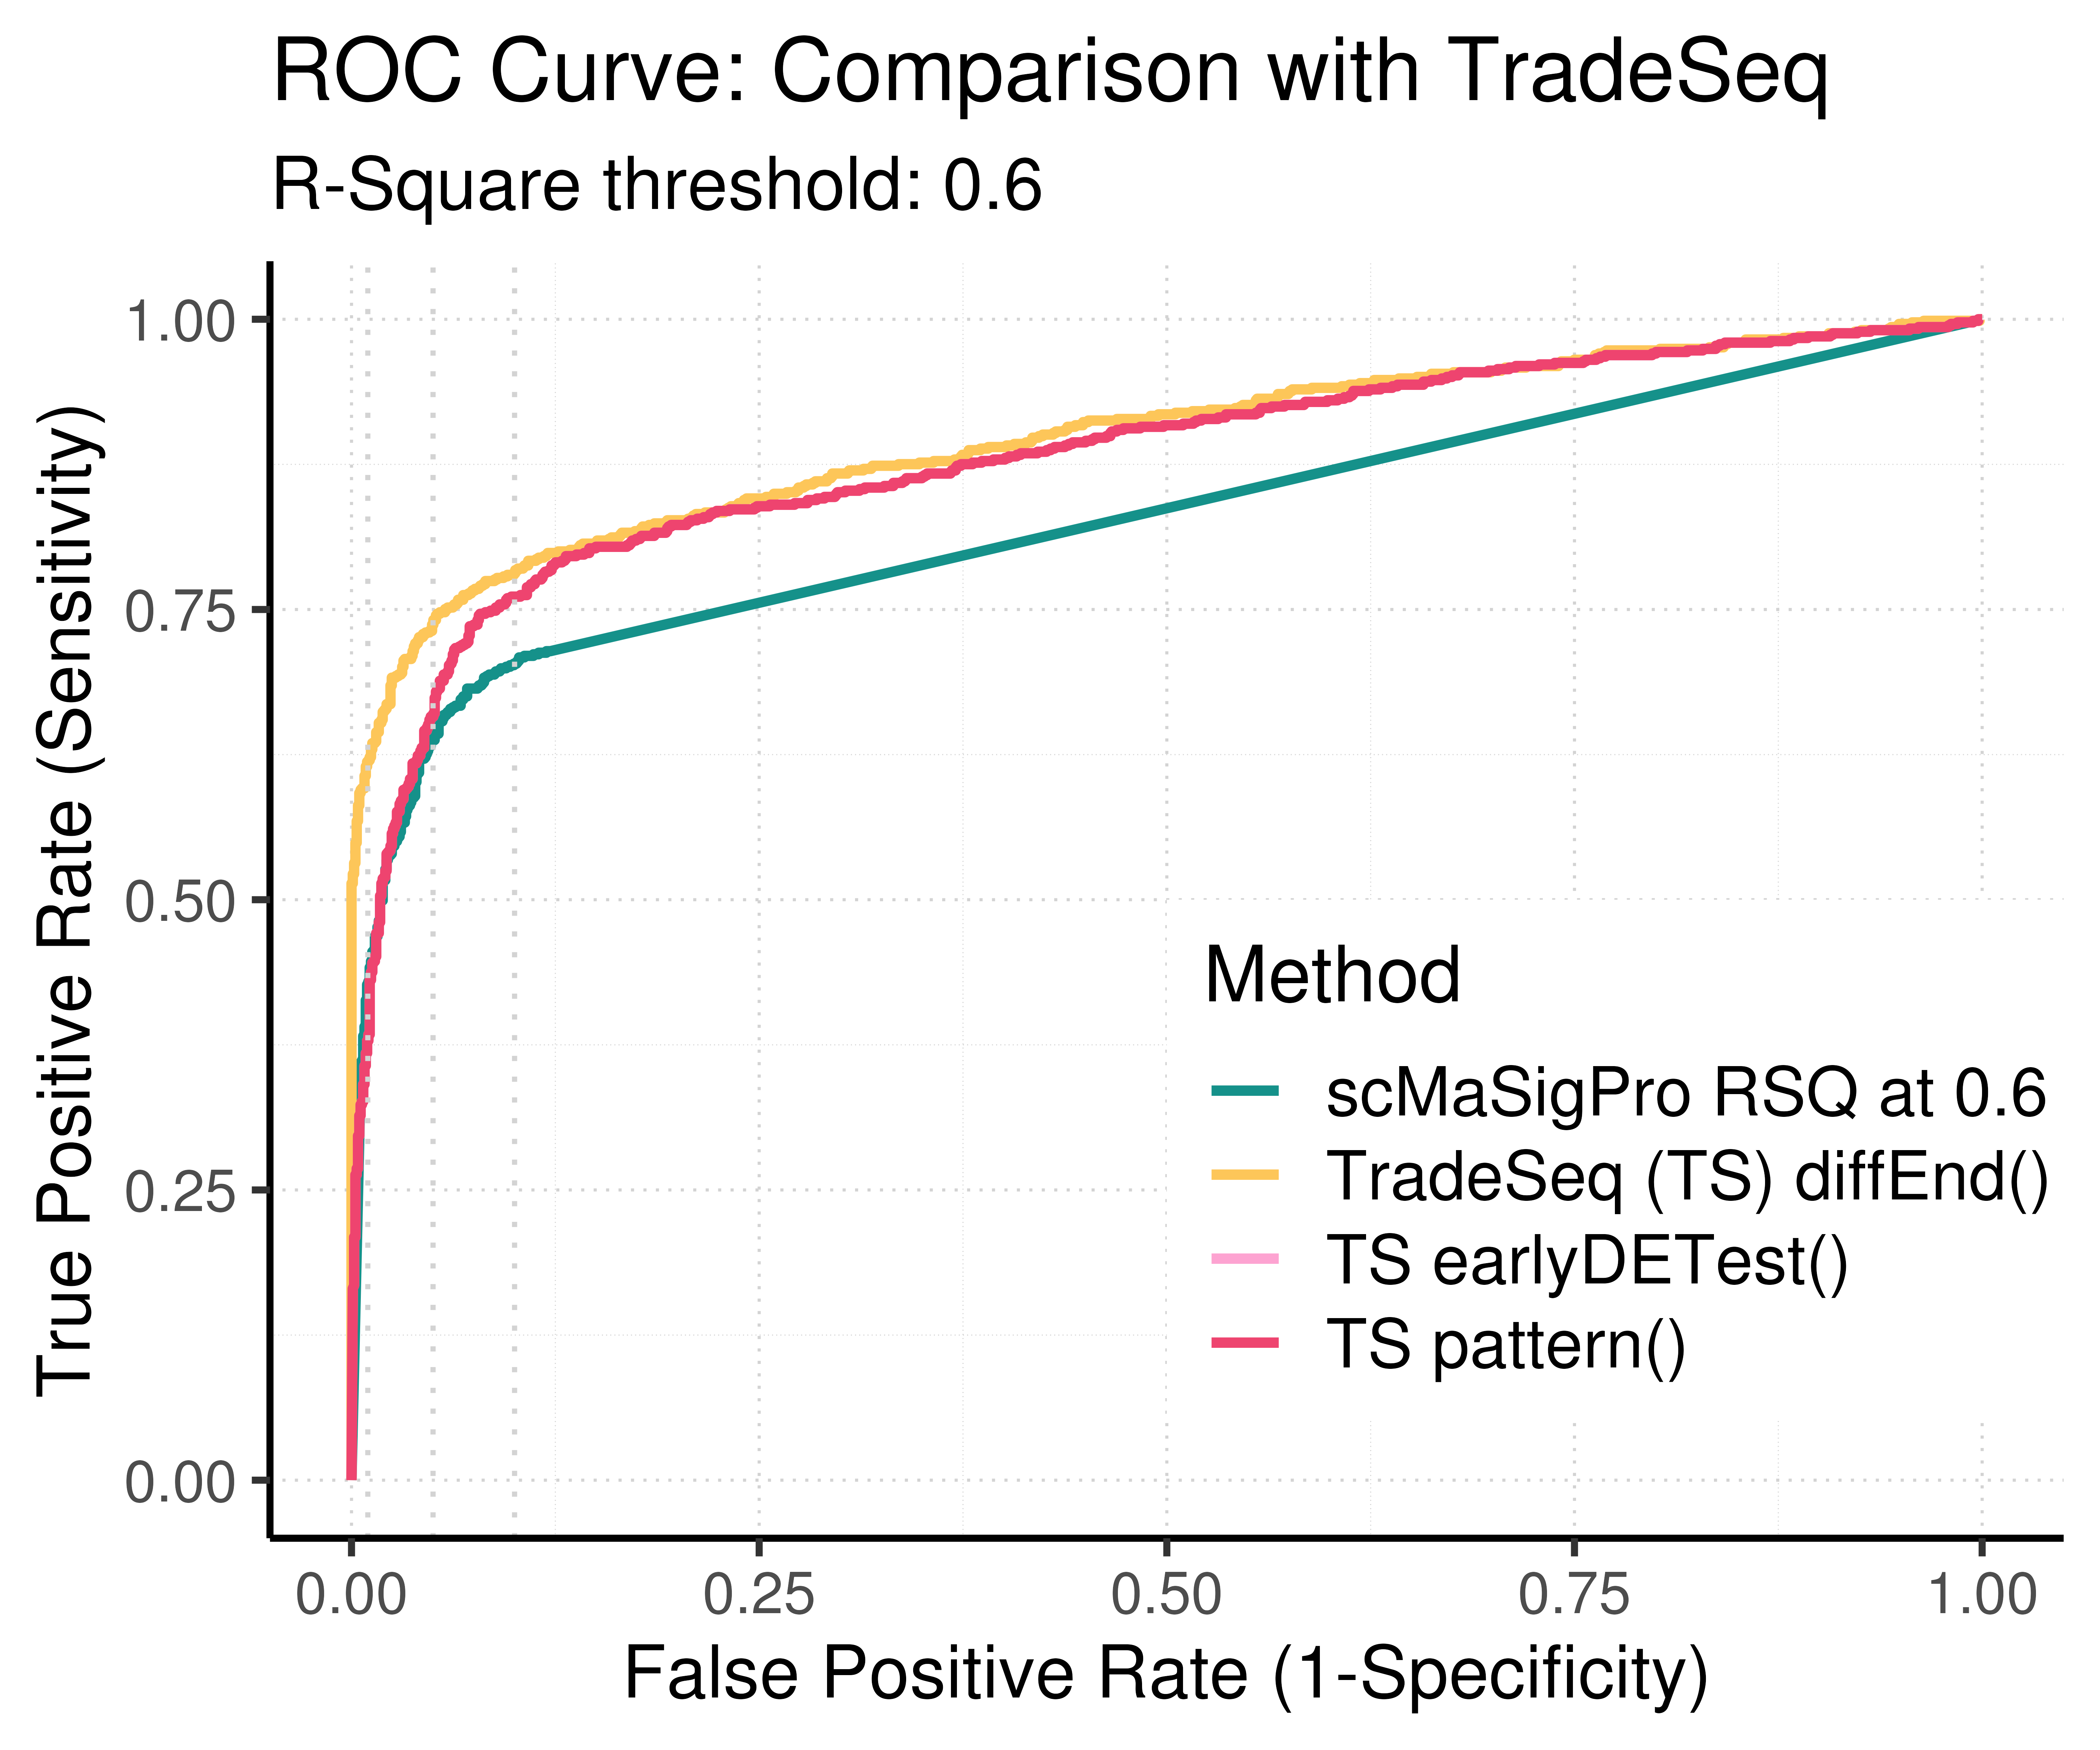 ROC Curve: Comparison with TradeSeq
R-Square threshold: 0.6
True Positive Rate (Sensitivity)
1.00
0.75
0.50
0.25
0.00
Method
scMaSigPro RSQ at 0.6
TradeSeq (TS) diffEnd()
TS earlyDETest()
TS pattern()
0.00 0.25 0.50 0.75 1.00
False Positive Rate (1-Specificity)